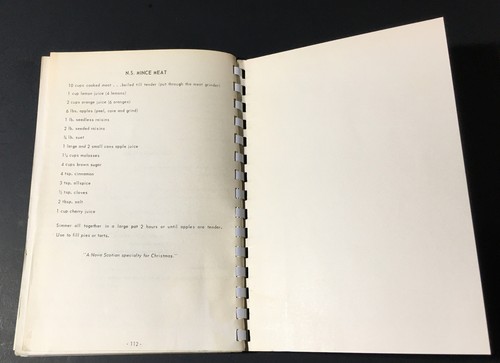 N.S. MINCE MEAT
10 cups cooked meat . . . boiled till tender (put through the meat grinder)
1 cup lemon juice (6 lemons)
2 cups orange juice (6 oranges)
6 lbs. apples (peel, core and grind)
1 lb. seedless raisins
2 lb. seeded raisins
½ lb. suet
1 large and 2 small cans apple juice
1½ cups molasses
4 cups brown sugar
4 tsp. cinnamon
3 tsp. allspice
½ tsp. cloves
2 tbsp. salt
1 cup cherry juice
Simmer all together in a large pot 2 hours or until apples are tender.
Use to fill pies or tarts.
"A Nova Scotian specialty for Christmas."
- 112 -